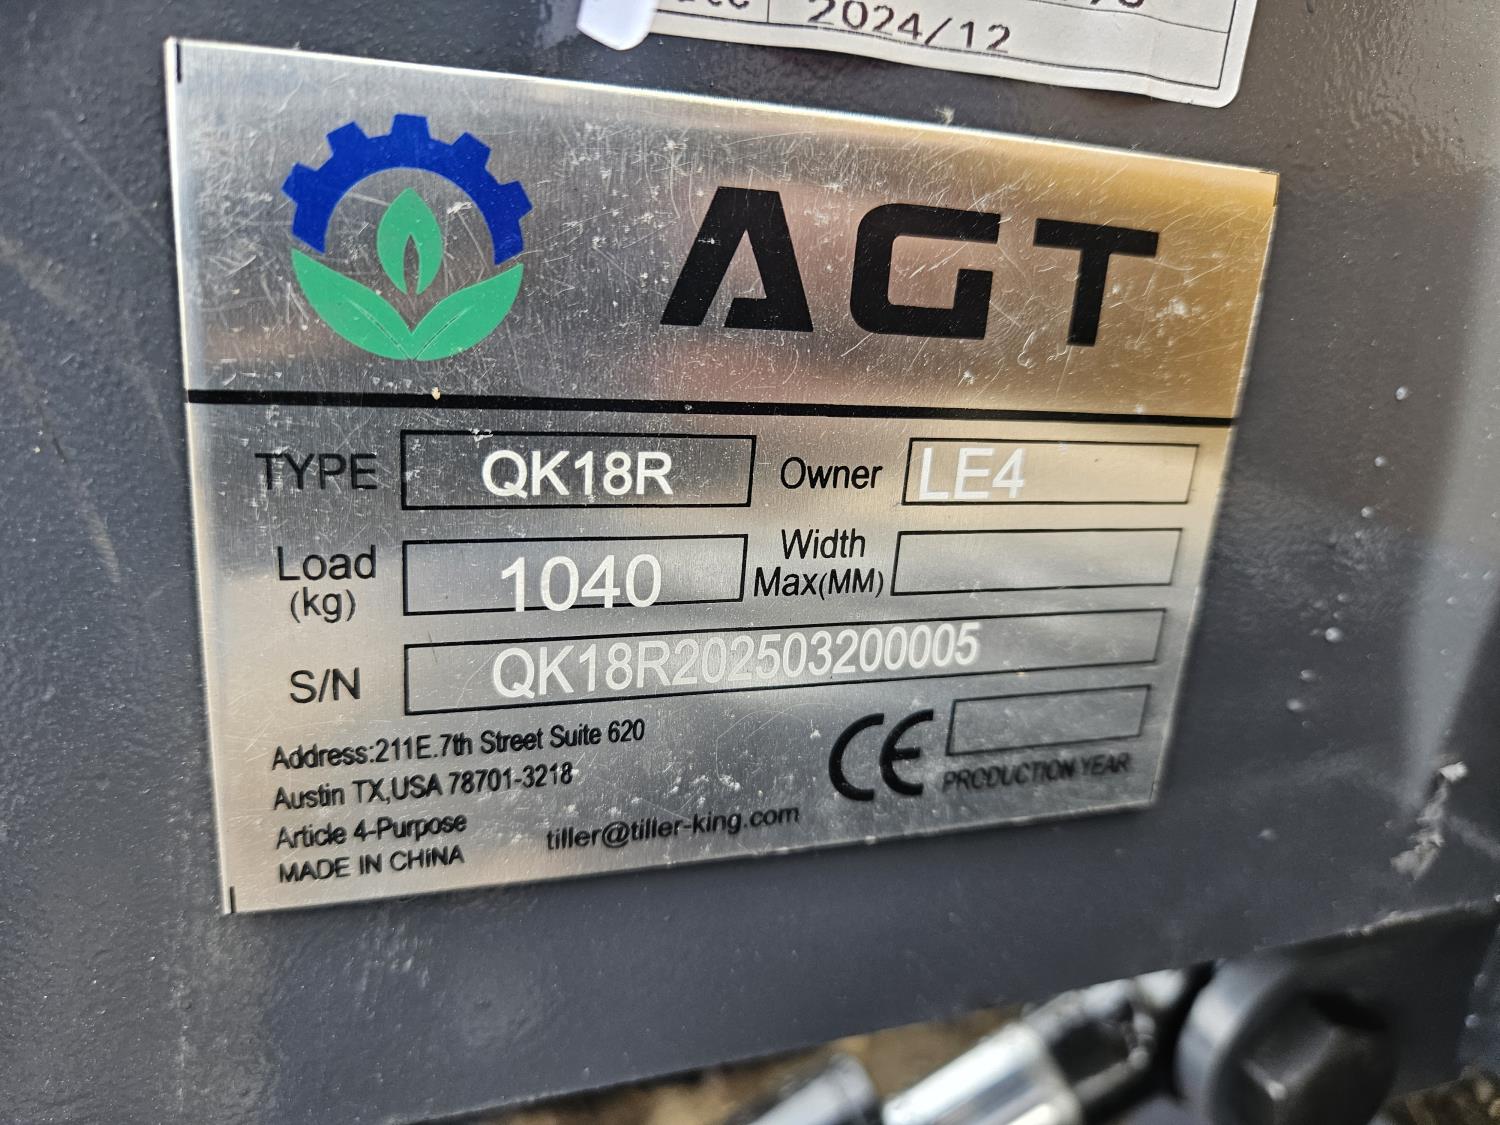 2024/12
AGT
TYPE QK18R Owner LE4
Load (kg) 1040 Width Max(MM)
S/N QK18R202503200005
Address:211E.7th Street Suite 620
Austin TX,USA 78701-3218
Article 4-Purpose
MADE IN CHINA
tiller@tiller-king.com
CE
PRODUCTION YEAR